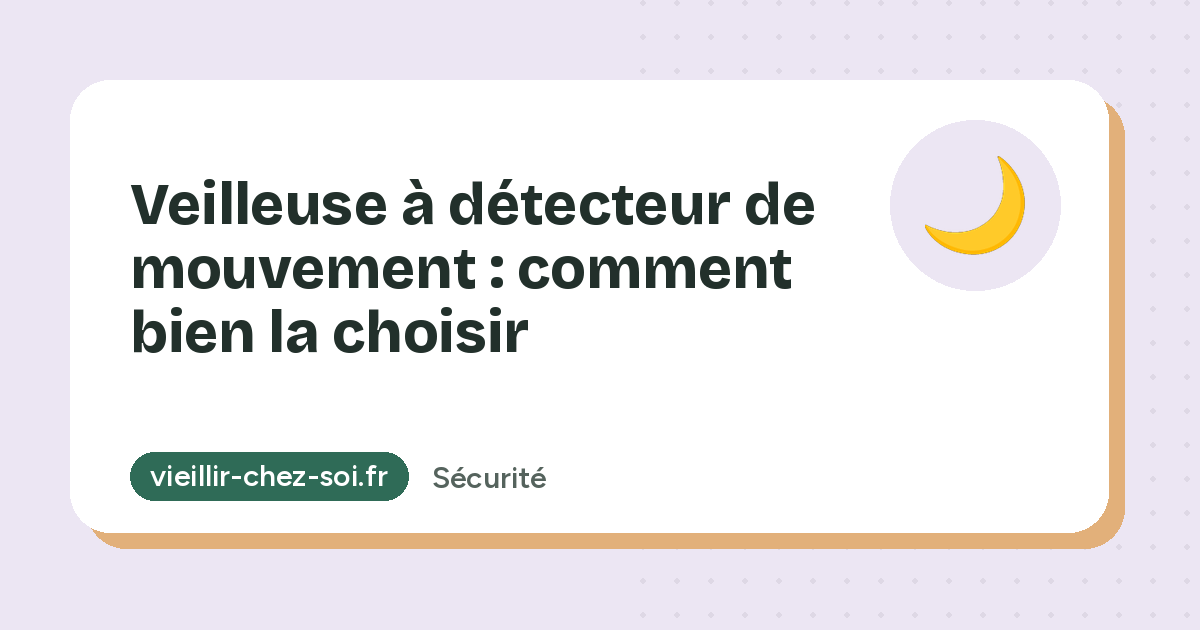 Veilleuse à détecteur de
mouvement : comment
bien la choisir
vieillir-chez-soi.fr Sécurité